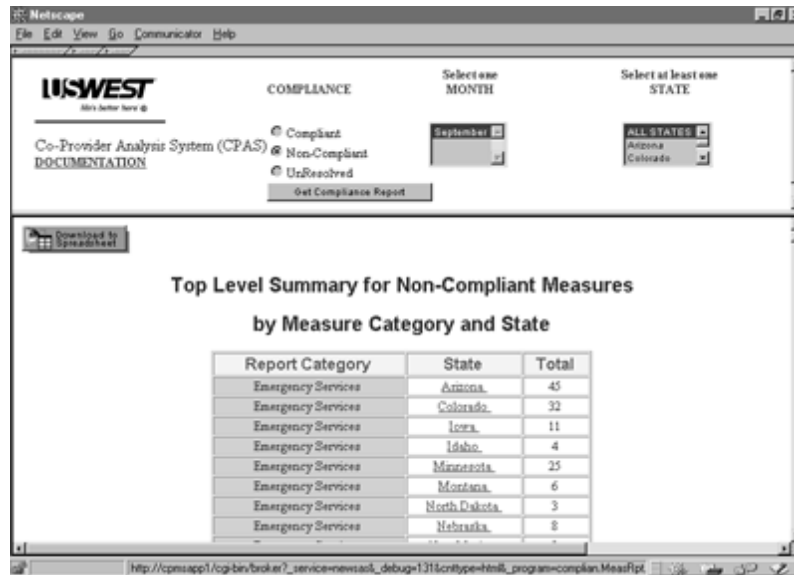 Netscape
File Edit View Go Communicator Help
USWEST
life's better here
COMPLIANCE
Select one
MONTH
Select at least one
STATE
Co-Provider Analysis System (CPAS)
DOCUMENTATION
Compliant
Non-Compliant
UnResolved
September
ALL STATES
Arizona
Colorado
Get Compliance Report
Download to
Spreadsheet
Top Level Summary for Non-Compliant Measures
by Measure Category and State
Report Category State Total
Emergency Services Arizona 45
Emergency Services Colorado 32
Emergency Services Iowa 11
Emergency Services Idaho 4
Emergency Services Minnesota 25
Emergency Services Montana 6
Emergency Services North Dakota 3
Emergency Services Nebraska 8
http://cpmsapp1/cgi-bin/broker?_service=newsas&_debug=131&cnttype=html&_program=complian.MeasRpt